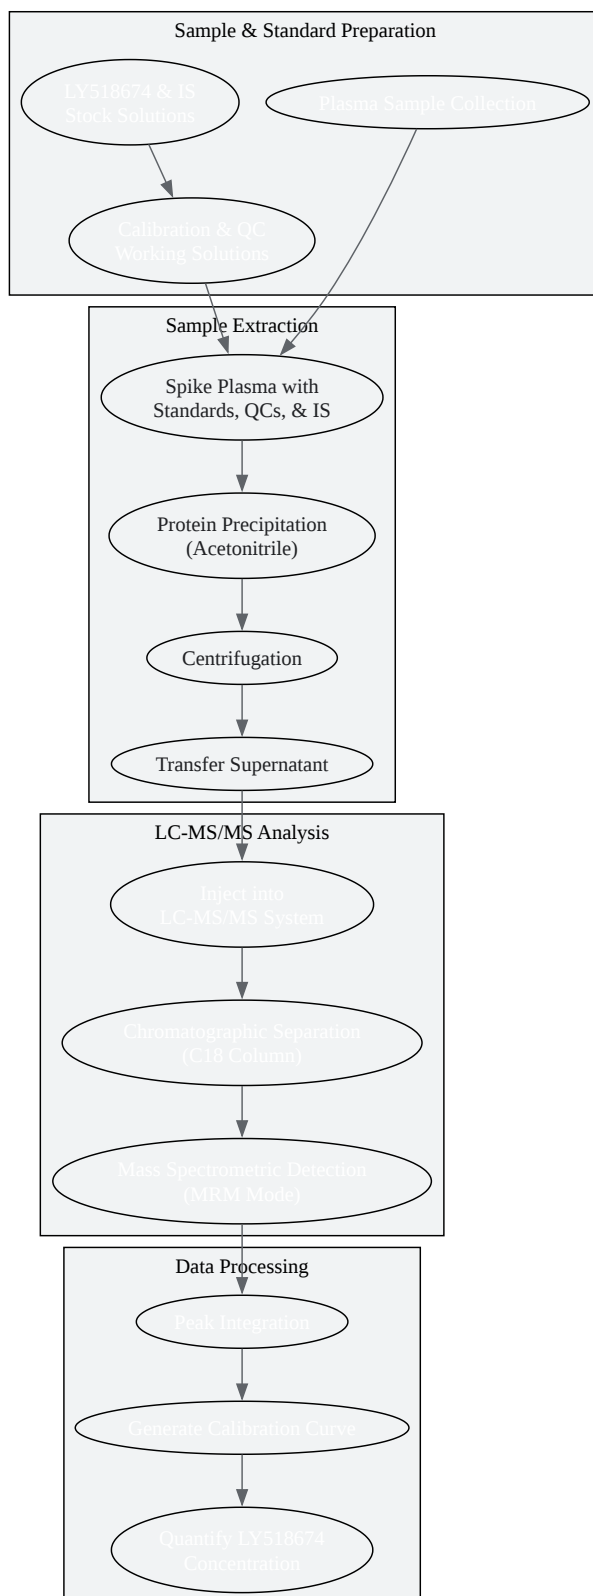 Sample & Standard Preparation
LY518674 & IS
Stock Solutions
Plasma Sample Collection
Calibration & QC
Working Solutions
Sample Extraction
Spike Plasma with
Standards, QCs, & IS
Protein Precipitation
(Acetonitrile)
Centrifugation
Transfer Supernatant
LC-MS/MS Analysis
Inject into
LC-MS/MS System
Chromatographic Separation
(C18 Column)
Mass Spectrometric Detection
(MRM Mode)
Data Processing
Peak Integration
Generate Calibration Curve
Quantify LY518674
Concentration